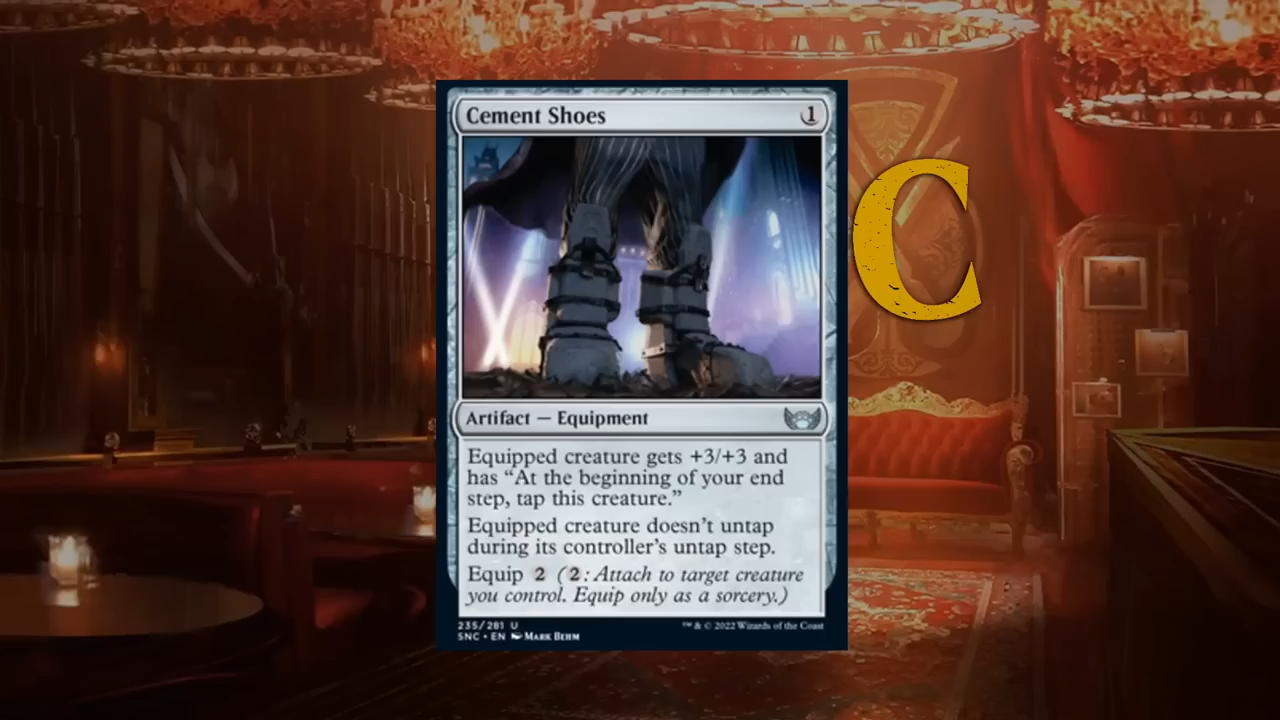 Cement Shoes 1
C
Artifact — Equipment
Equipped creature gets +3/+3 and
has “At the beginning of your end
step, tap this creature.”
Equipped creature doesn’t untap
during its controller’s untap step.
Equip 2 (2: Attach to target creature
you control. Equip only as a sorcery.)
235/281 U
SNC • EN Mark Behm
™ & © 2022 Wizards of the Coast